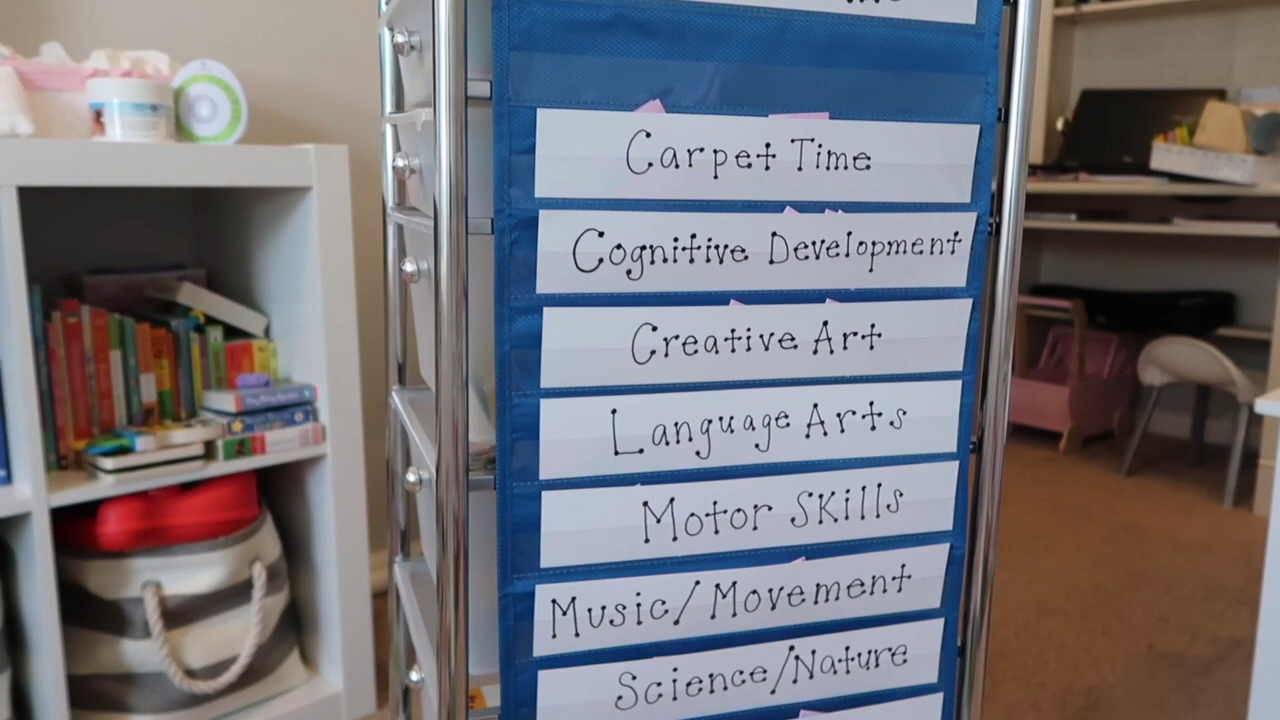 Carpet Time
Cognitive Development
Creative Art
Language Arts
Motor Skills
Music/Movement
Science/Nature